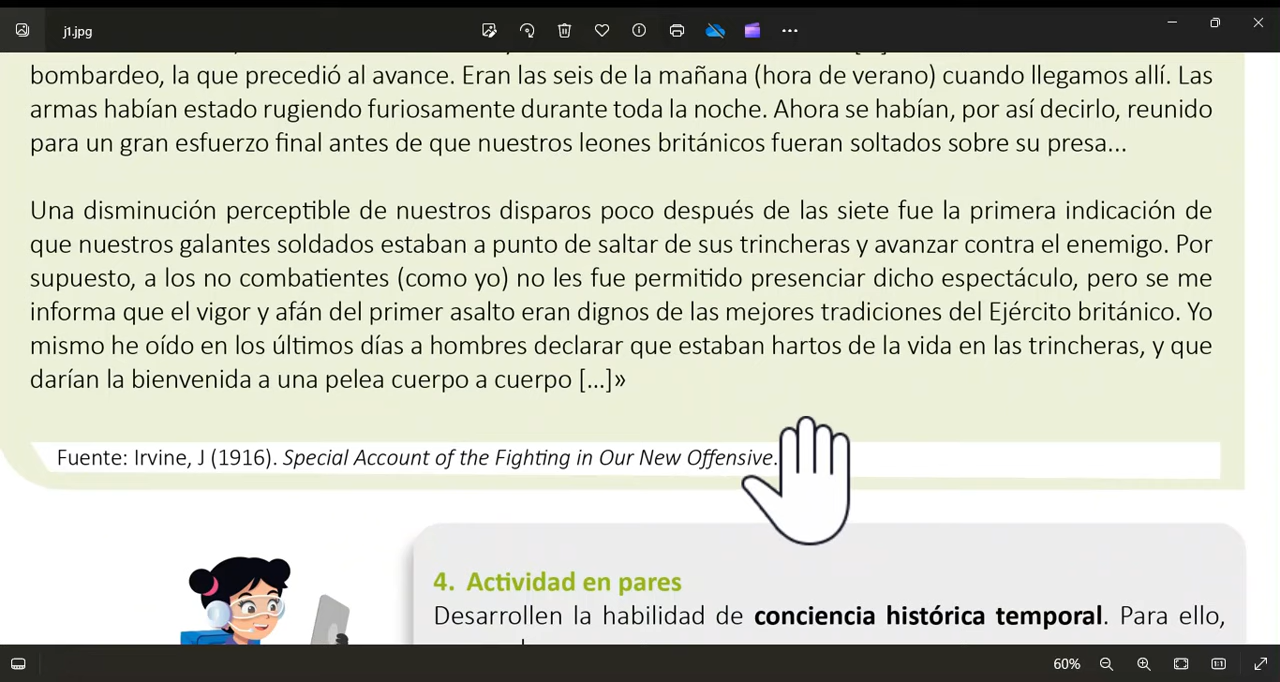 j1.jpg
bombardeo, la que precedió al avance. Eran las seis de la mañana (hora de verano) cuando llegamos allí. Las
armas habían estado rugiendo furiosamente durante toda la noche. Ahora se habían, por así decirlo, reunido
para un gran esfuerzo final antes de que nuestros leones británicos fueran soltados sobre su presa...
Una disminución perceptible de nuestros disparos poco después de las siete fue la primera indicación de
que nuestros galantes soldados estaban a punto de saltar de sus trincheras y avanzar contra el enemigo. Por
supuesto, a los no combatientes (como yo) no les fue permitido presenciar dicho espectáculo, pero se me
informa que el vigor y afán del primer asalto eran dignos de las mejores tradiciones del Ejército británico. Yo
mismo he oído en los últimos días a hombres declarar que estaban hartos de la vida en las trincheras, y que
darían la bienvenida a una pelea cuerpo a cuerpo [...]»
Fuente: Irvine, J (1916). Special Account of the Fighting in Our New Offensive.
4. Actividad en pares
Desarrollen la habilidad de conciencia histórica temporal. Para ello,
60%